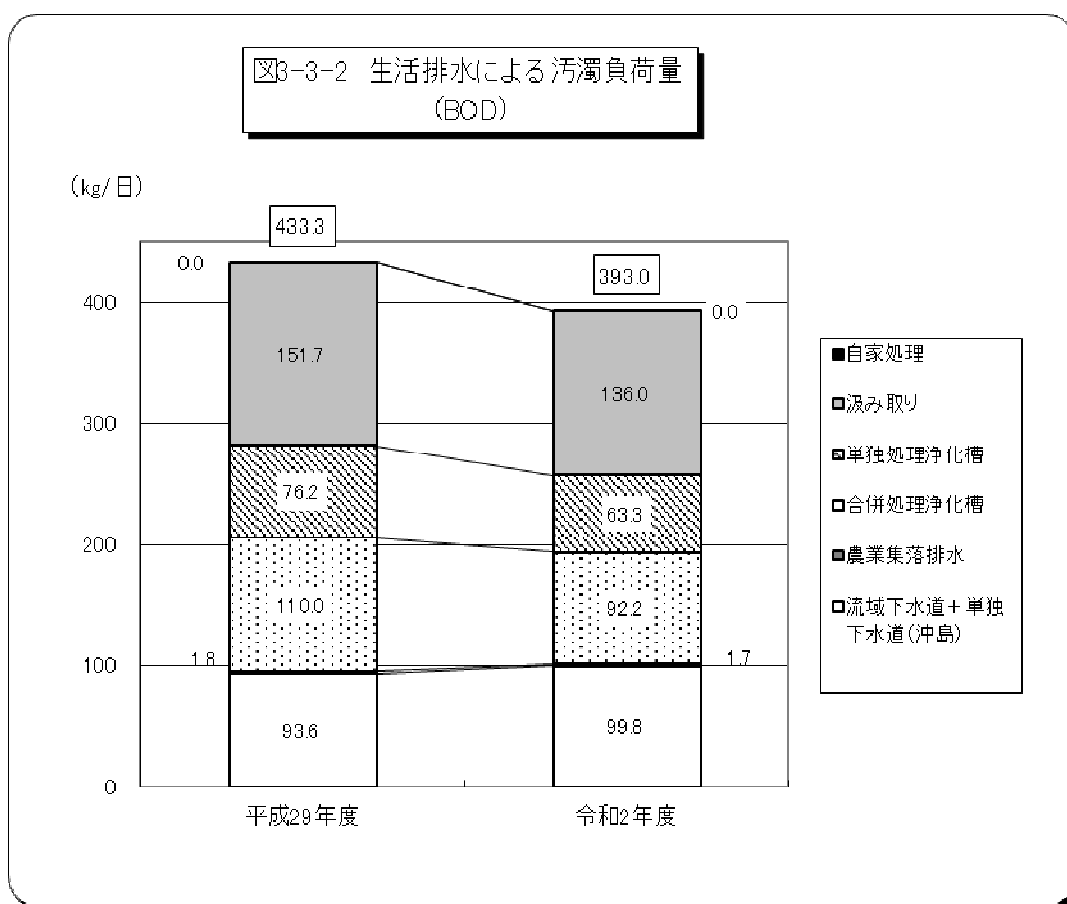 図3-3-2 生活排水による汚濁負荷量
(BOD)
(kg/日)
433.3
393.0
0.0
0.0
400
300
200
100
0
151.7
136.0
76.2
63.3
110.0
92.2
1.8
1.7
93.6
99.8
平成29年度
令和2年度
■自家処理
汲み取り
単独処理浄化槽
合併処理浄化槽
農業集落排水
流域下水道+単独
下水道(沖島)